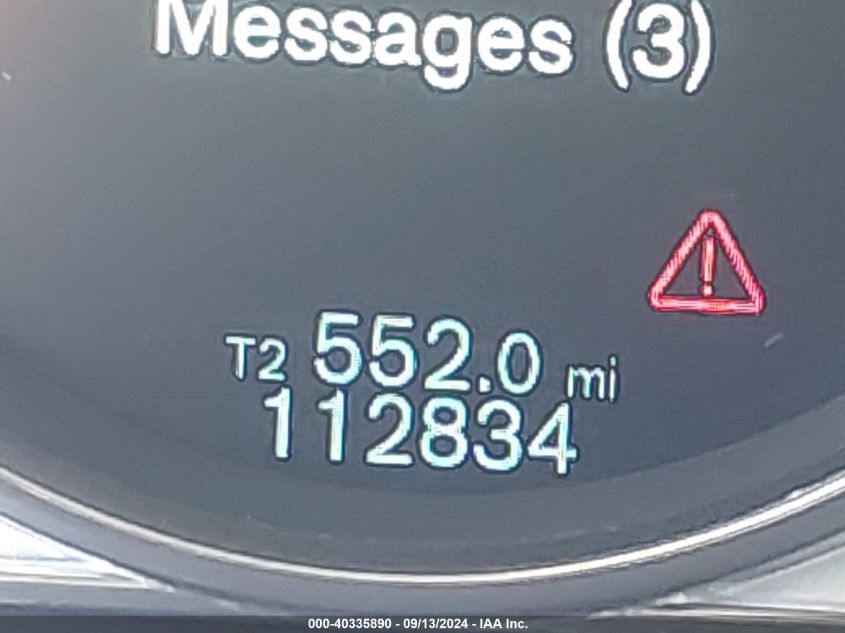 Messages (3)
T2 552.0 mi
112834
000-40335890 - 09/13/2024 - IAA Inc.